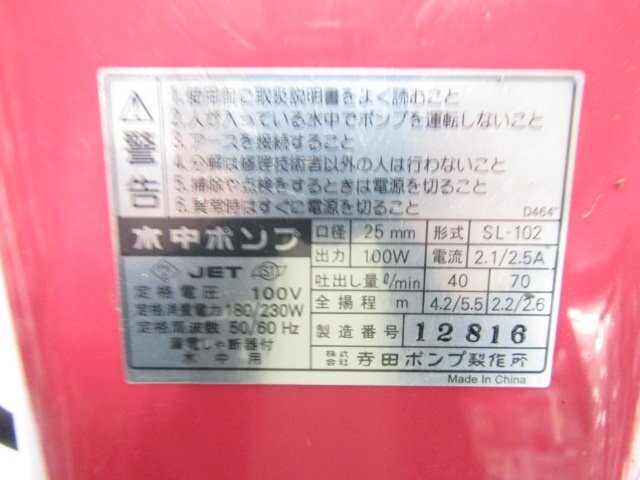 警告
1.使用前に取扱説明書をよく読むこと
2.人が入っている水中でポンプを運転しないこと
3.アースを接続すること
4.分解は修理技術者以外の人は行わないこと
5.掃除や点検をするときは電源を切ること
6.異常時はすぐに電源を切ること
D464
水中ポンプ
JET
定格電圧 100V
定格消費電力 180/230W
定格周波数 50/60 Hz
漏電しゃ断器付
水中用
口径 25 mm 形式 SL-102
出力 100W 電流 2.1/2.5A
吐出し量 ℓ/min 40 70
全揚程 m 4.2/5.5 2.2/2.6
製造番号 12816
株式会社 寺田ポンプ製作所
Made In China